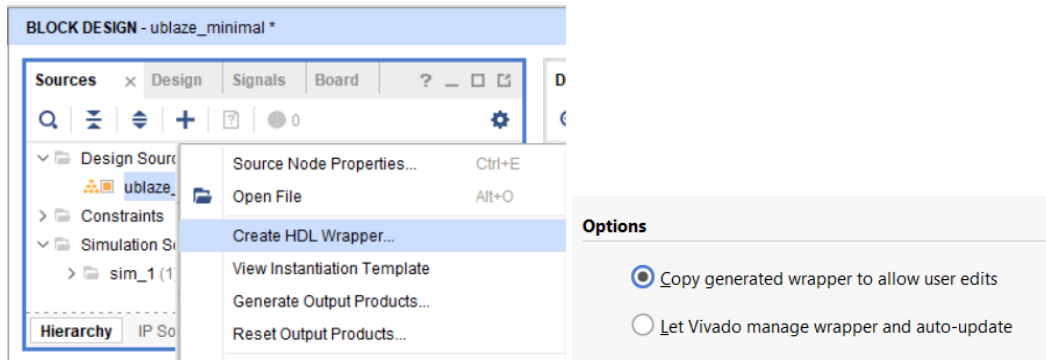 BLOCK DESIGN - ublaze_minimal *
Sources × Design Signals Board ? _
0
Design Sourc
ublaze_
Constraints
Simulation S
sim_1 (1
Hierarchy IP So
Source Node Properties... Ctrl+E
Open File Alt+O
Create HDL Wrapper...
View Instantiation Template
Generate Output Products...
Reset Output Products...
D
Options
Copy generated wrapper to allow user edits
Let Vivado manage wrapper and auto-update